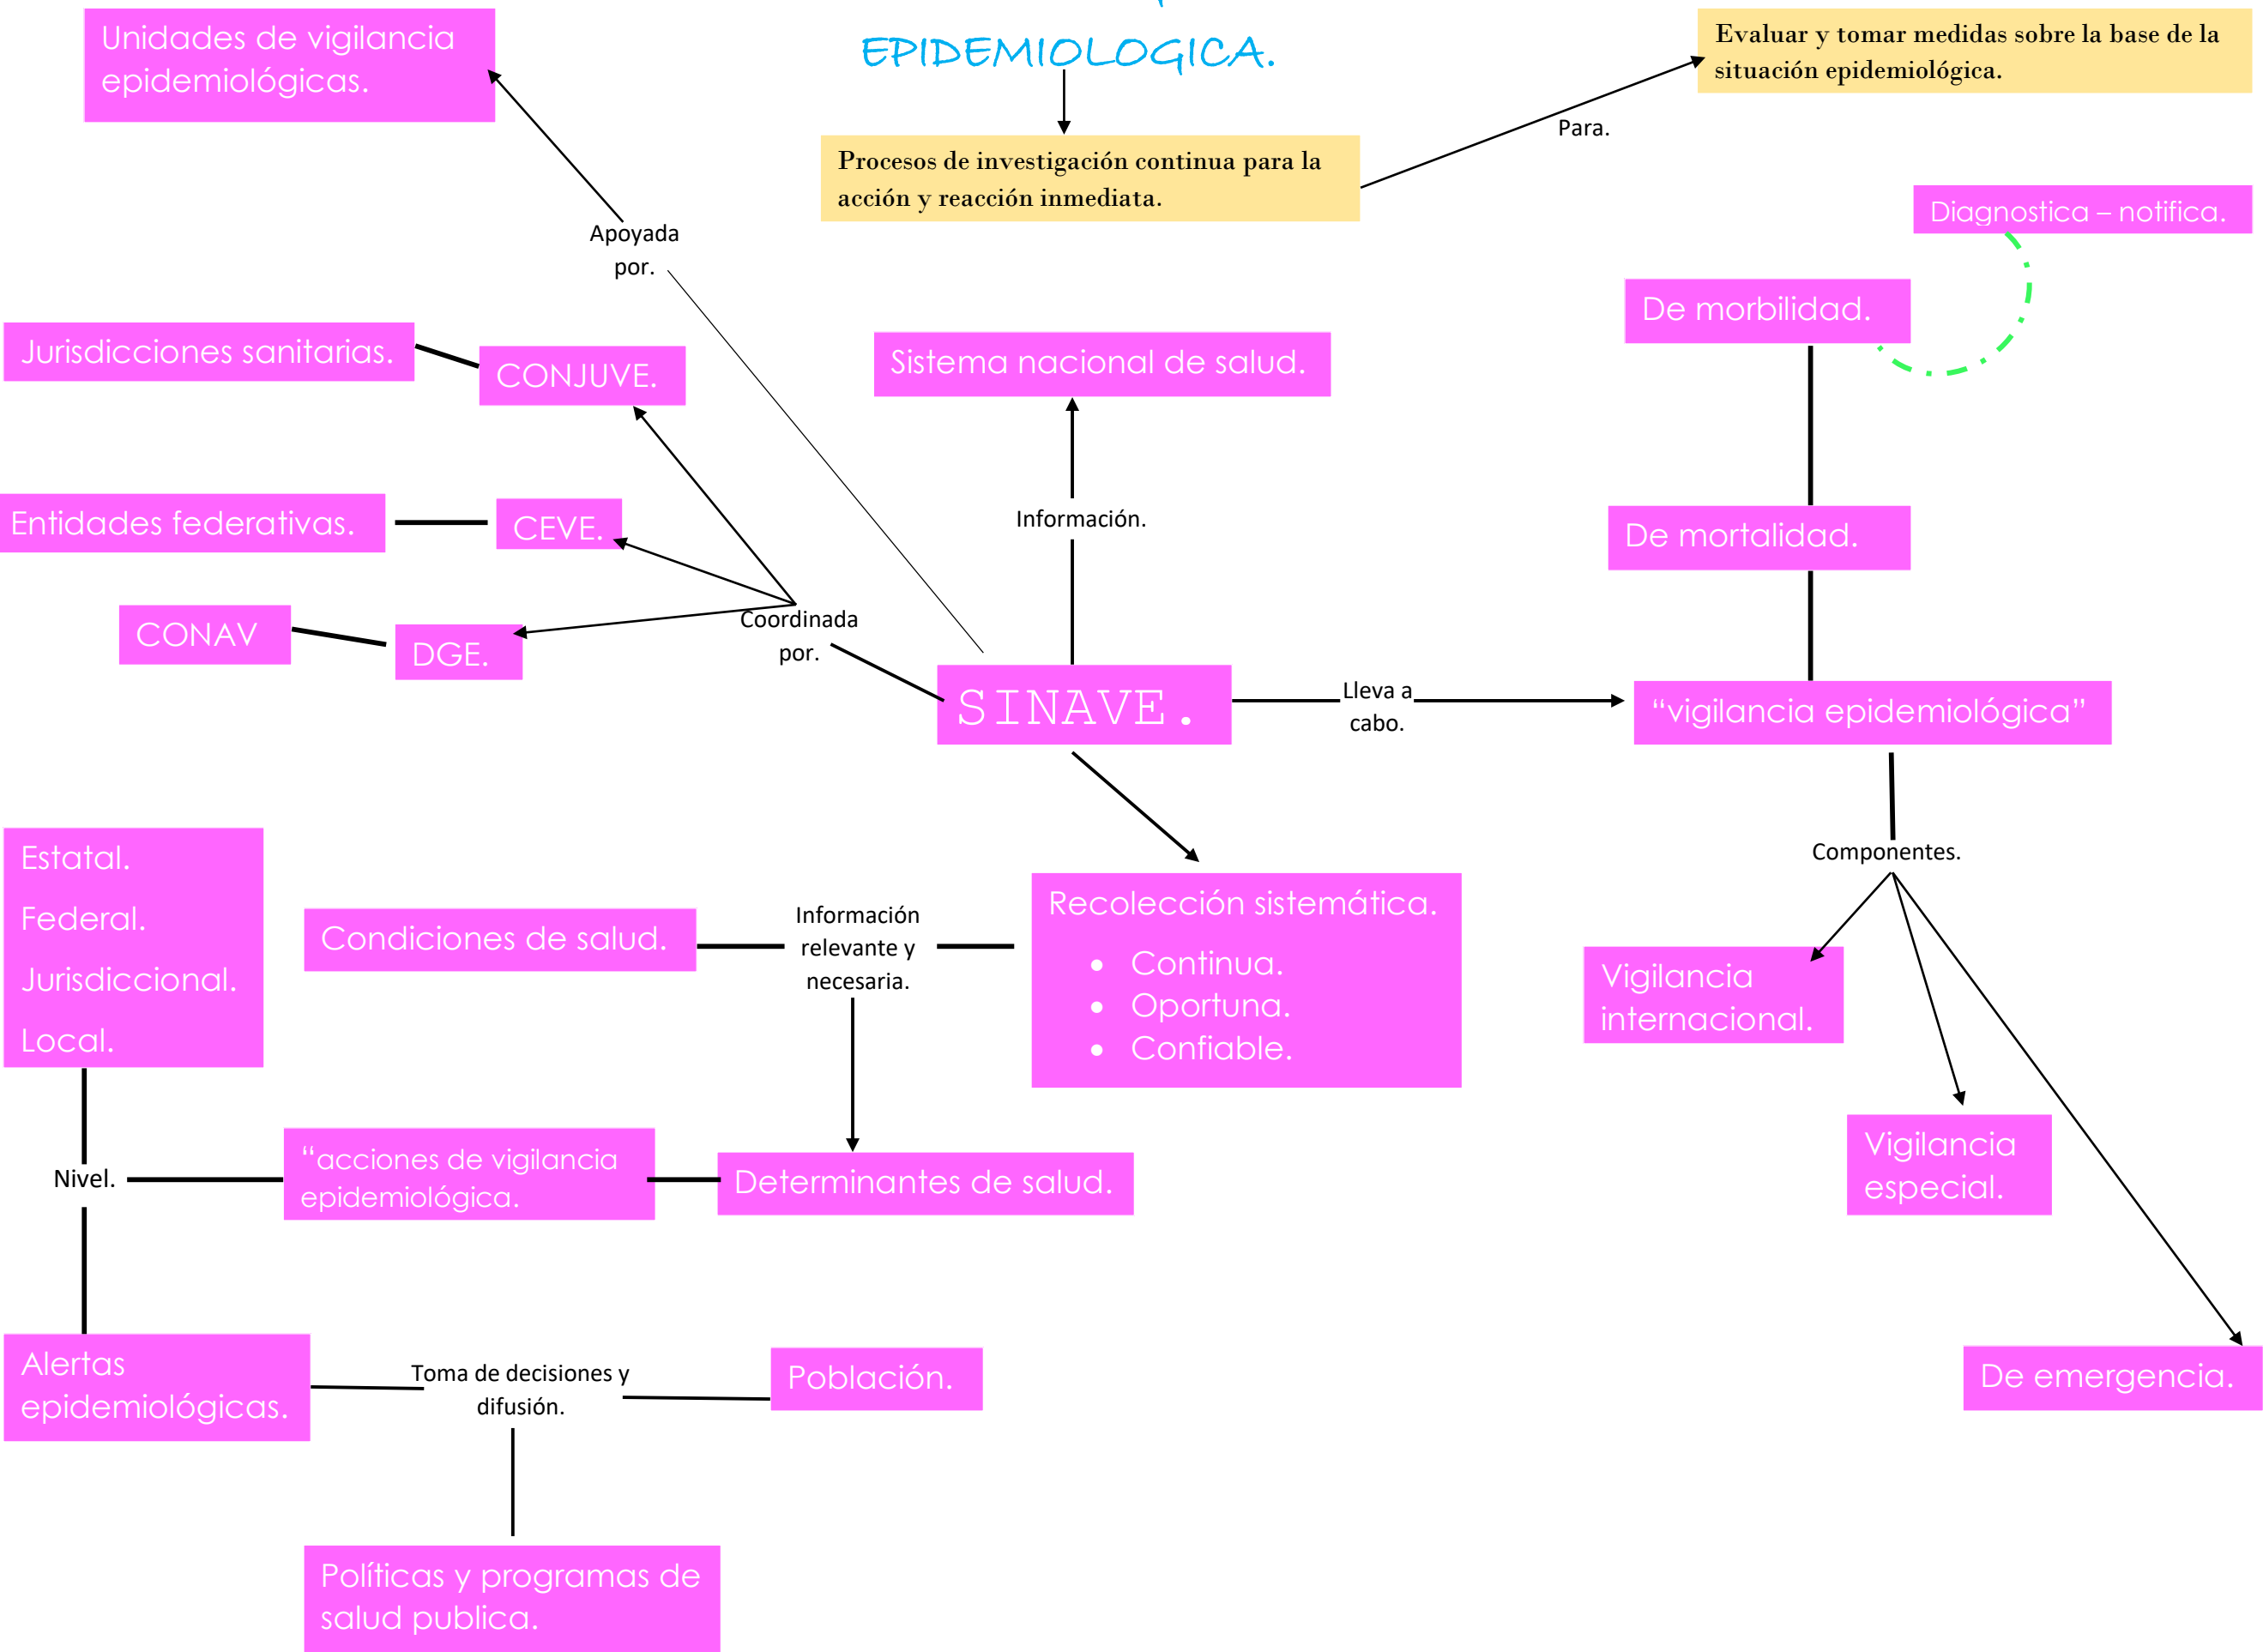 EPIDEMIOLOGICA.
Unidades de vigilancia
epidemiológicas.
Evaluar y tomar medidas sobre la base de la
situación epidemiológica.
Para.
Procesos de investigación continua para la
acción y reacción inmediata.
Diagnostica – notifica.
Apoyada
por.
De morbilidad.
Jurisdicciones sanitarias.
CONJUVE.
Sistema nacional de salud.
Entidades federativas.
CEVE.
Información.
De mortalidad.
CONAV
DGE.
Coordinada
por.
SINAVE.
Lleva a
cabo.
“vigilancia epidemiológica”
Componentes.
Estatal.
Federal.
Jurisdiccional.
Local.
Condiciones de salud.
Información
relevante y
necesaria.
Recolección sistemática.
• Continua.
• Oportuna.
• Confiable.
Vigilancia
internacional.
Vigilancia
especial.
Nivel.
“acciones de vigilancia
epidemiológica.
Determinantes de salud.
Alertas
epidemiológicas.
Toma de decisiones y
difusión.
Población.
De emergencia.
Políticas y programas de
salud publica.